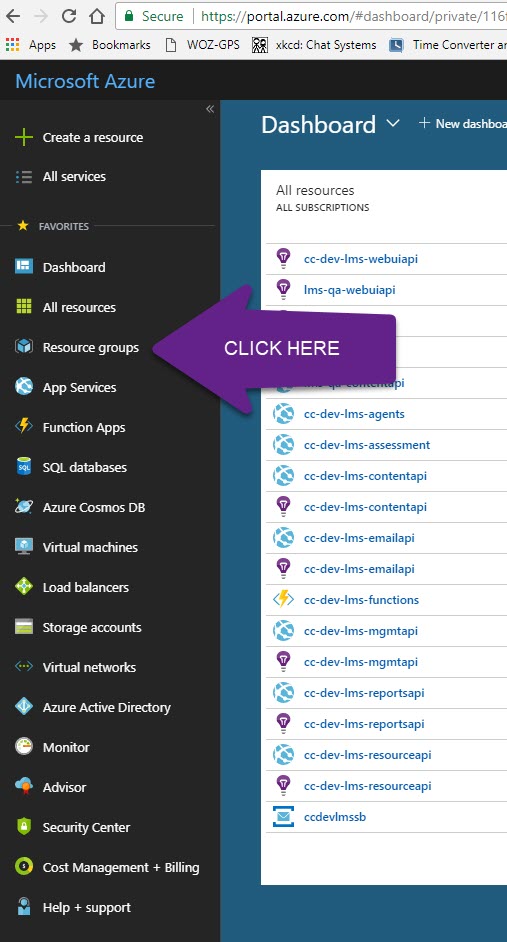 Secure https://portal.azure.com/#dashboard/private/116
Apps Bookmarks WOZ-GPS xkcd: Chat Systems Time Converter
Microsoft Azure
«
Dashboard + New
Create a resource
All services
FAVORITES
Dashboard
All resources
Resource groups
App Services
Function Apps
SQL databases
Azure Cosmos DB
Virtual machines
Load balancers
Storage accounts
Virtual networks
Azure Active Directory
Monitor
Advisor
Security Center
Cost Management + Billing
Help + support
All resources
ALL SUBSCRIPTIONS
cc-dev-lms-webuiapi
lms-qa-webuiapi
CLICK HERE
lms-qa-contentapi
cc-dev-lms-agents
cc-dev-lms-assessment
cc-dev-lms-contentapi
cc-dev-lms-contentapi
cc-dev-lms-emailapi
cc-dev-lms-emailapi
cc-dev-lms-functions
cc-dev-lms-mgmtapi
cc-dev-lms-mgmtapi
cc-dev-lms-reportsapi
cc-dev-lms-reportsapi
cc-dev-lms-resourceapi
cc-dev-lms-resourceapi
ccdevlmssb